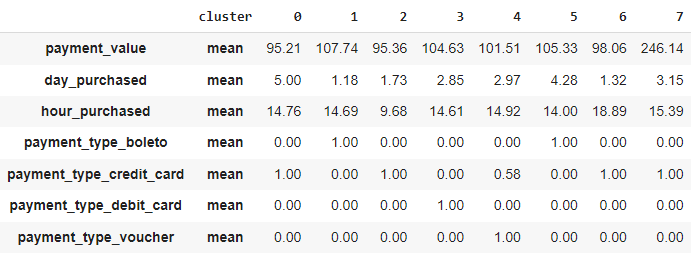 cluster 0 1 2 3 4 5 6 7
payment_value mean 95.21 107.74 95.36 104.63 101.51 105.33 98.06 246.14
day_purchased mean 5.00 1.18 1.73 2.85 2.97 4.28 1.32 3.15
hour_purchased mean 14.76 14.69 9.68 14.61 14.92 14.00 18.89 15.39
payment_type_boleto mean 0.00 1.00 0.00 0.00 0.00 1.00 0.00 0.00
payment_type_credit_card mean 1.00 0.00 1.00 0.00 0.58 0.00 1.00 1.00
payment_type_debit_card mean 0.00 0.00 0.00 1.00 0.00 0.00 0.00 0.00
payment_type_voucher mean 0.00 0.00 0.00 0.00 1.00 0.00 0.00 0.00